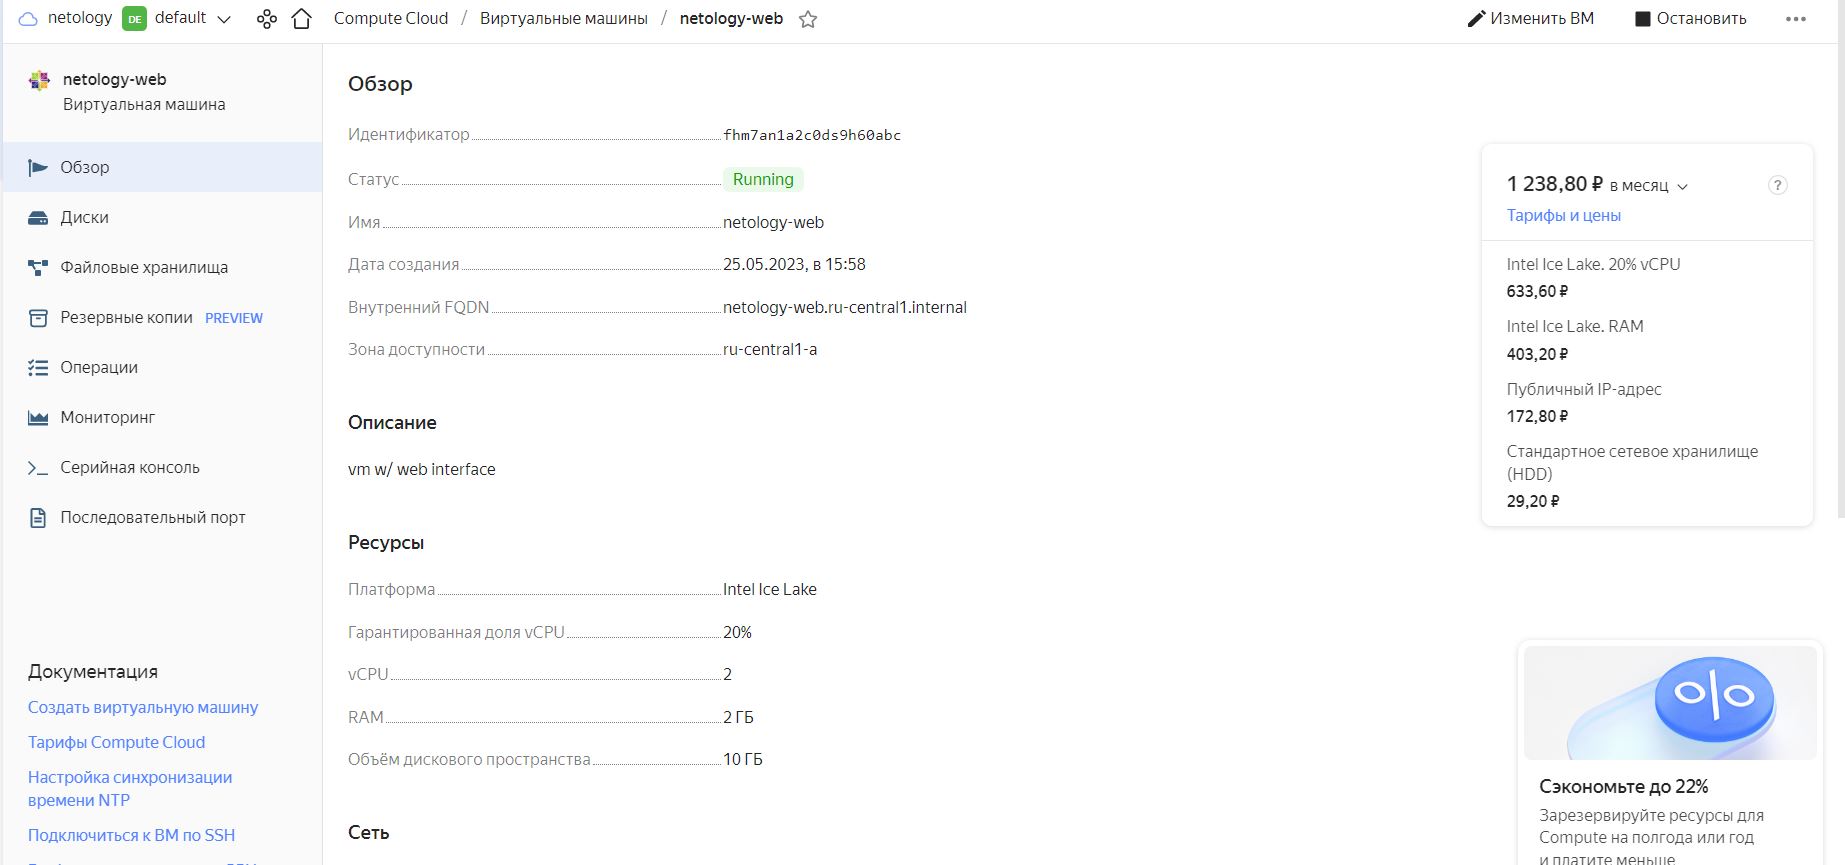 netology DE default Compute Cloud / Виртуальные машины / netology-web Изменить ВМ Остановить
netology-web
Виртуальная машина
Обзор
Диски
Файловые хранилища
Резервные копии PREVIEW
Операции
Мониторинг
Серийная консоль
Последовательный порт
Документация
Создать виртуальную машину
Тарифы Compute Cloud
Настройка синхронизации
времени NTP
Подключиться к ВМ по SSH
Обзор
Идентификатор fhm7an1a2c0ds9h60abc
Статус Running
Имя netology-web
Дата создания 25.05.2023, в 15:58
Внутренний FQDN netology-web.ru-central1.internal
Зона доступности ru-central1-a
Описание
vm w/ web interface
Ресурсы
Платформа Intel Ice Lake
Гарантированная доля vCPU 20%
vCPU 2
RAM 2 ГБ
Объём дискового пространства 10 ГБ
Сеть
1 238,80 ₽ в месяц ?
Тарифы и цены
Intel Ice Lake. 20% vCPU
633,60 ₽
Intel Ice Lake. RAM
403,20 ₽
Публичный IP-адрес
172,80 ₽
Стандартное сетевое хранилище
(HDD)
29,20 ₽
%
Сэкономьте до 22%
Зарезервируйте ресурсы для
Compute на полгода или год
и платите меньше